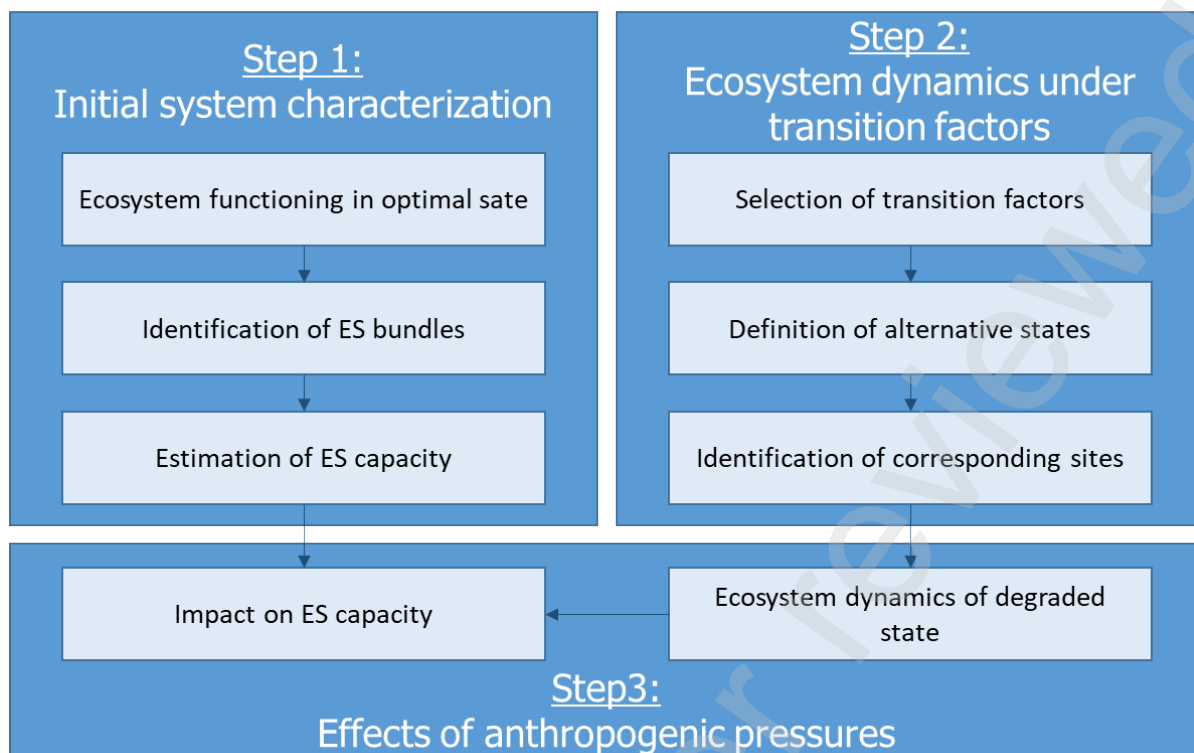 Step 1:
Initial system characterization
Ecosystem functioning in optimal sate
Identification of ES bundles
Estimation of ES capacity
Step 2:
Ecosystem dynamics under
transition factors
Selection of transition factors
Definition of alternative states
Identification of corresponding sites
Impact on ES capacity
Ecosystem dynamics of degraded
state
Step3:
Effects of anthropogenic pressures
reviewed